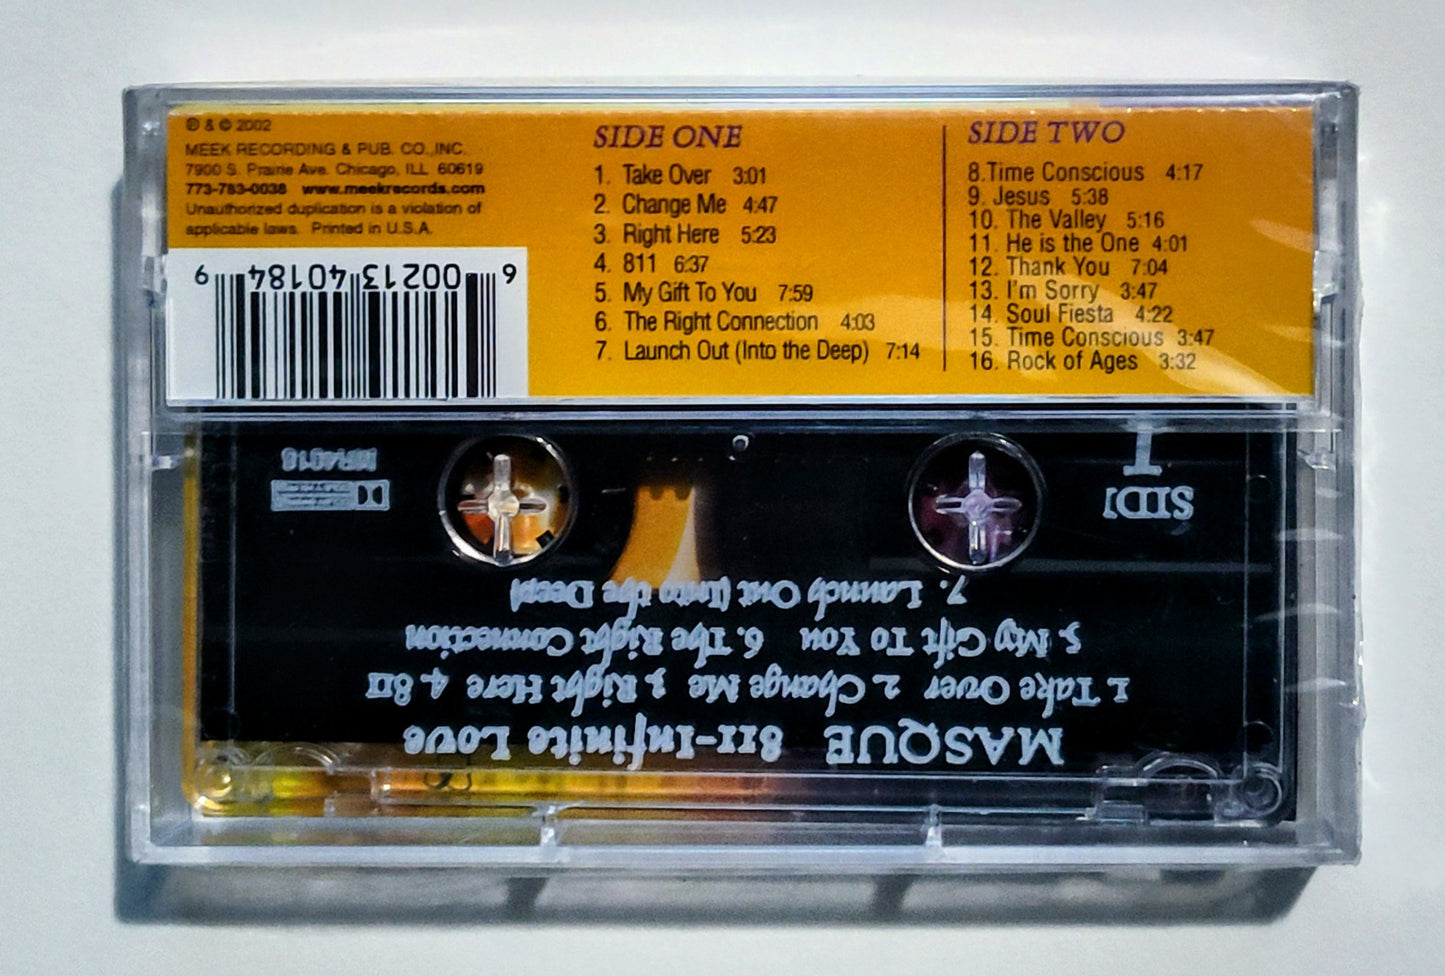 ℗ & © 2002
MEEK RECORDING & PUB. CO.,INC.
7900 S. Prairie Ave. Chicago, ILL 60619
773-783-0038 www.meekrecords.com
Unauthorized duplication is a violation of
applicable laws. Printed in U.S.A.
6 00213 40184 9
SIDE ONE
1. Take Over 3:01
2. Change Me 4:47
3. Right Here 5:23
4. 811 6:37
5. My Gift To You 7:59
6. The Right Connection 4:03
7. Launch Out (Into the Deep) 7:14
SIDE TWO
8.Time Conscious 4:17
9. Jesus 5:38
10. The Valley 5:16
11. He is the One 4:01
12. Thank You 7:04
13. I'm Sorry 3:47
14. Soul Fiesta 4:22
15. Time Conscious 3:47
16. Rock of Ages 3:32
MASQUE 811-Infinite Love
1. Take Over 2. Change Me 3. Right Here 4. 811
5. My Gift To You 6. The Right Connection
7. Launch Out (Into the Deep)
1